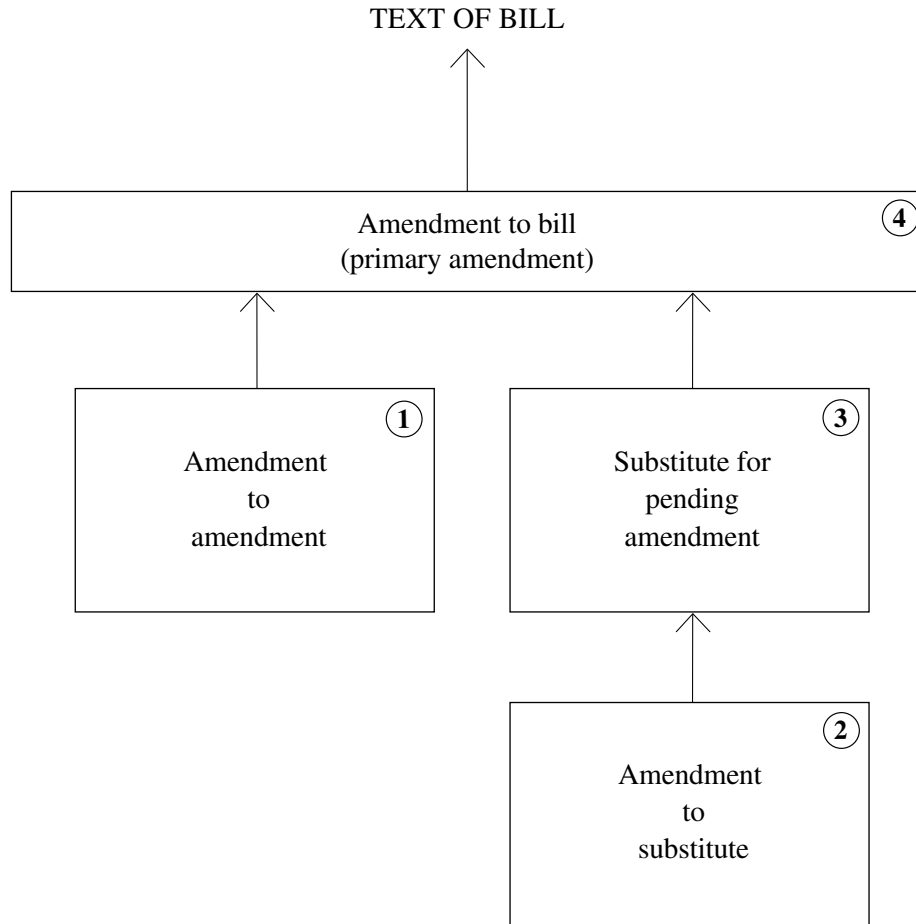 TEXT OF BILL
4
Amendment to bill
(primary amendment)
1
Amendment
to
amendment
3
Substitute for
pending
amendment
2
Amendment
to
substitute